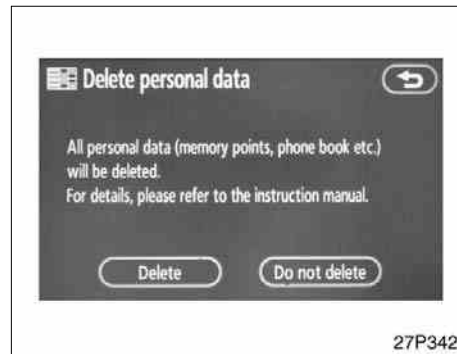 Delete personal data
All personal data (memory points, phone book etc.)
will be deleted.
For details, please refer to the instruction manual.
Delete
Do not delete
27P342